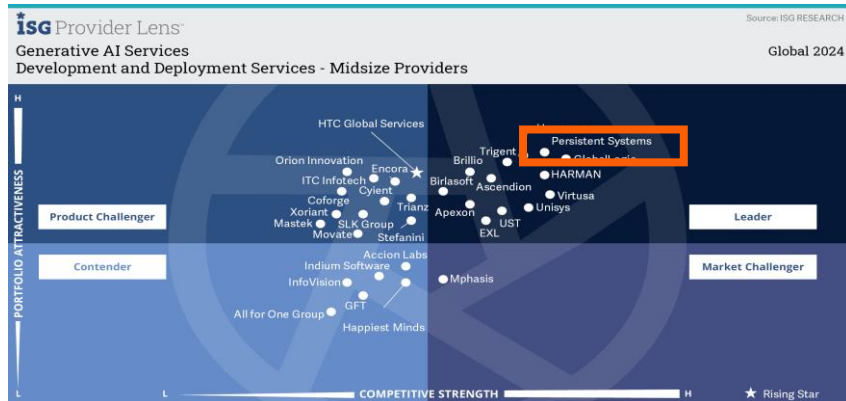 ISG Provider Lens™
Source: ISG RESEARCH
Generative AI Services
Development and Deployment Services - Midsize Providers
Global 2024
H
HTC Global Services
Persistent Systems
Trigent
GlobalLogic
Orion Innovation
Encora
Brillio
HARMAN
ITC Infotech
Birlasoft
Ascendion
Cyient
Coforge
Virtusa
Xoriant
Trianz
Apexon
Unisys
Mastek
SLK Group
UST
Movate
Stefanini
EXL
Product Challenger
Leader
PORTFOLIO ATTRACTIVENESS
Contender
Market Challenger
Accion Labs
Indium Software
InfoVision
Mphasis
GFT
All for One Group
Happiest Minds
L
L
COMPETITIVE STRENGTH
H
Rising Star